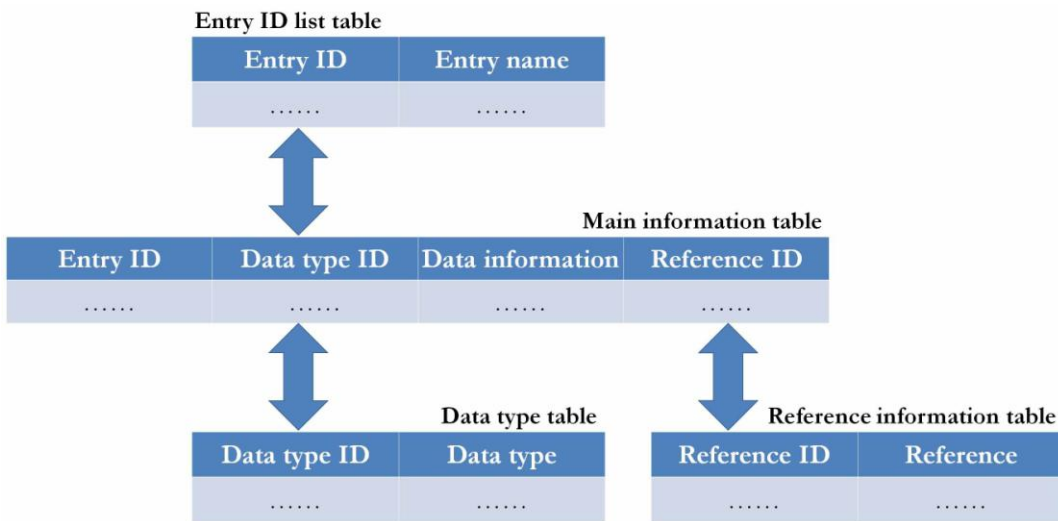 Entry ID list table
Entry ID Entry name
...... ......
Main information table
Entry ID Data type ID Data information Reference ID
...... ...... ...... ......
Data type table
Data type ID Data type
...... ......
Reference information table
Reference ID Reference
...... ......